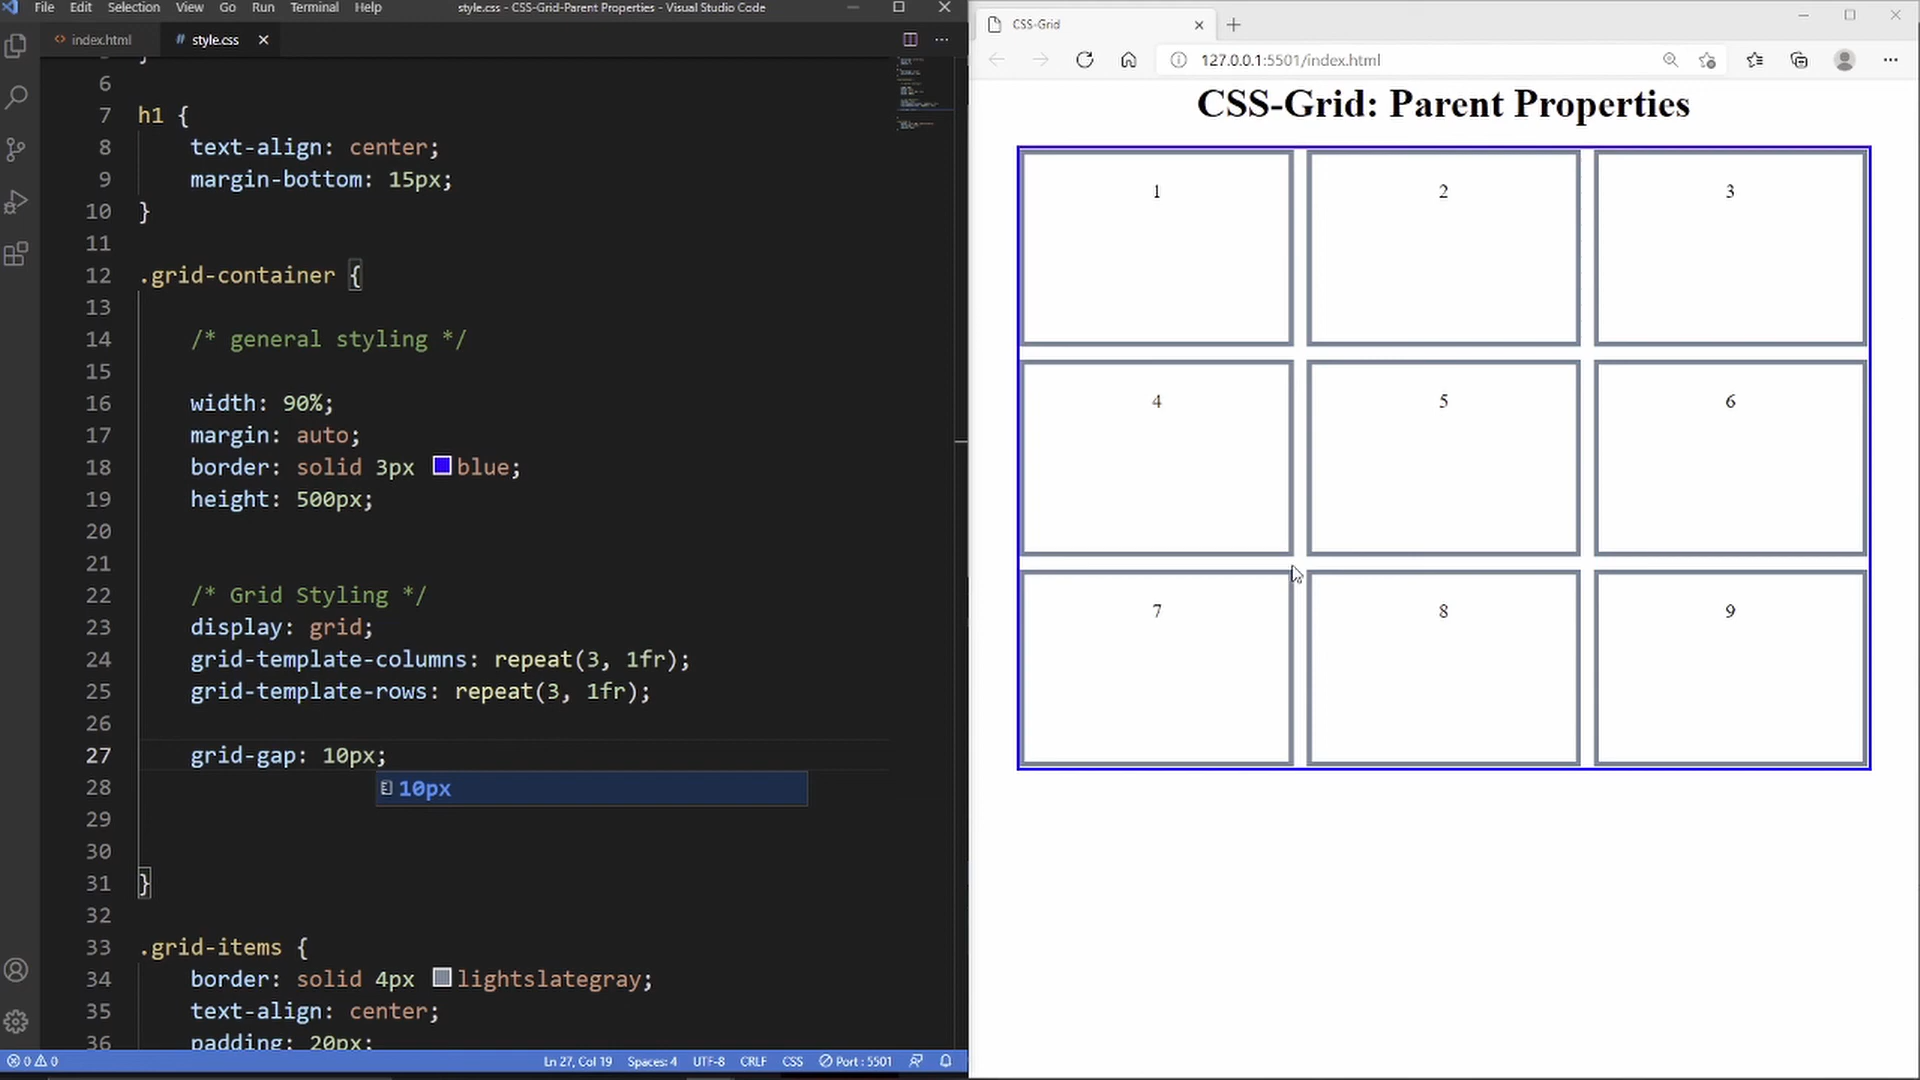 File Edit Selection View Go Run Terminal Help
style.css - CSS-Grid-Parent Properties - Visual Studio Code
<> index.html
# style.css
6
7 h1 {
8 text-align: center;
9 margin-bottom: 15px;
10 }
11
12 .grid-container {
13
14 /* general styling */
15
16 width: 90%;
17 margin: auto;
18 border: solid 3px blue;
19 height: 500px;
20
21
22 /* Grid Styling */
23 display: grid;
24 grid-template-columns: repeat(3, 1fr);
25 grid-template-rows: repeat(3, 1fr);
26
27 grid-gap: 10px;
28 10px
29
30
31 }
32
33 .grid-items {
34 border: solid 4px lightslategray;
35 text-align: center;
36 padding: 20px;
0 0 Ln 27, Col 19 Spaces: 4 UTF-8 CRLF CSS Port : 5501
CSS-Grid
127.0.0.1:5501/index.html
CSS-Grid: Parent Properties
1 2 3
4 5 6
7 8 9